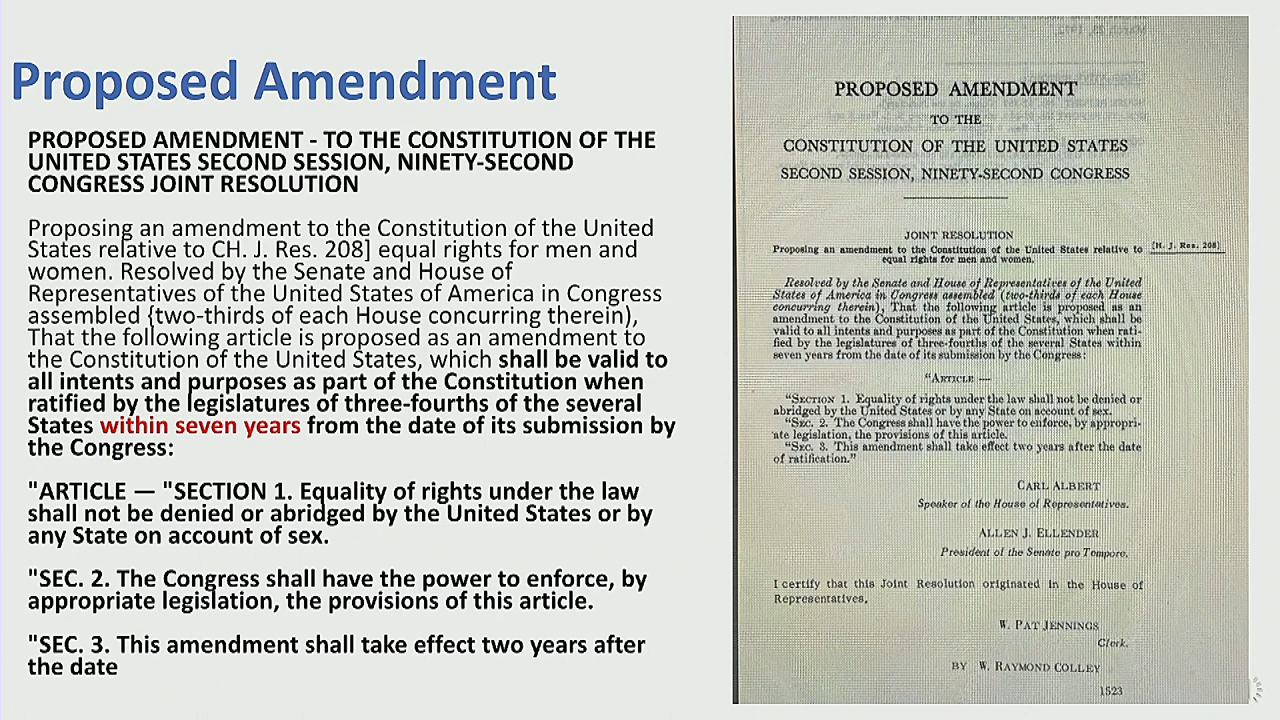 Proposed Amendment
PROPOSED AMENDMENT - TO THE CONSTITUTION OF THE
UNITED STATES SECOND SESSION, NINETY-SECOND
CONGRESS JOINT RESOLUTION
Proposing an amendment to the Constitution of the United
States relative to CH. J. Res. 208] equal rights for men and
women. Resolved by the Senate and House of
Representatives of the United States of America in Congress
assembled {two-thirds of each House concurring therein),
That the following article is proposed as an amendment to
the Constitution of the United States, which shall be valid to
all intents and purposes as part of the Constitution when
ratified by the legislatures of three-fourths of the several
States within seven years from the date of its submission by
the Congress:
"ARTICLE — "SECTION 1. Equality of rights under the law
shall not be denied or abridged by the United States or by
any State on account of sex.
"SEC. 2. The Congress shall have the power to enforce, by
appropriate legislation, the provisions of this article.
"SEC. 3. This amendment shall take effect two years after
the date
PROPOSED AMENDMENT
TO THE
CONSTITUTION OF THE UNITED STATES
SECOND SESSION, NINETY-SECOND CONGRESS
JOINT RESOLUTION
Proposing an amendment to the Constitution of the United States relative to
equal rights for men and women.
[H. J. Res. 208]
Resolved by the Senate and House of Representatives of the United
States of America in Congress assembled (two-thirds of each House
concurring therein), That the following article is proposed as an
amendment to the Constitution of the United States, which shall be
valid to all intents and purposes as part of the Constitution when rati-
fied by the legislatures of three-fourths of the several States within
seven years from the date of its submission by the Congress:
"ARTICLE —
"SECTION 1. Equality of rights under the law shall not be denied or
abridged by the United States or by any State on account of sex.
"SEC. 2. The Congress shall have the power to enforce, by appropri-
ate legislation, the provisions of this article.
"SEC. 3. This amendment shall take effect two years after the date
of ratification."
CARL ALBERT
Speaker of the House of Representatives.
ALLEN J. ELLENDER
President of the Senate pro Tempore.
I certify that this Joint Resolution originated in the House of
Representatives.
W. PAT JENNINGS
Clerk.
BY W. RAYMOND COLLEY
1523